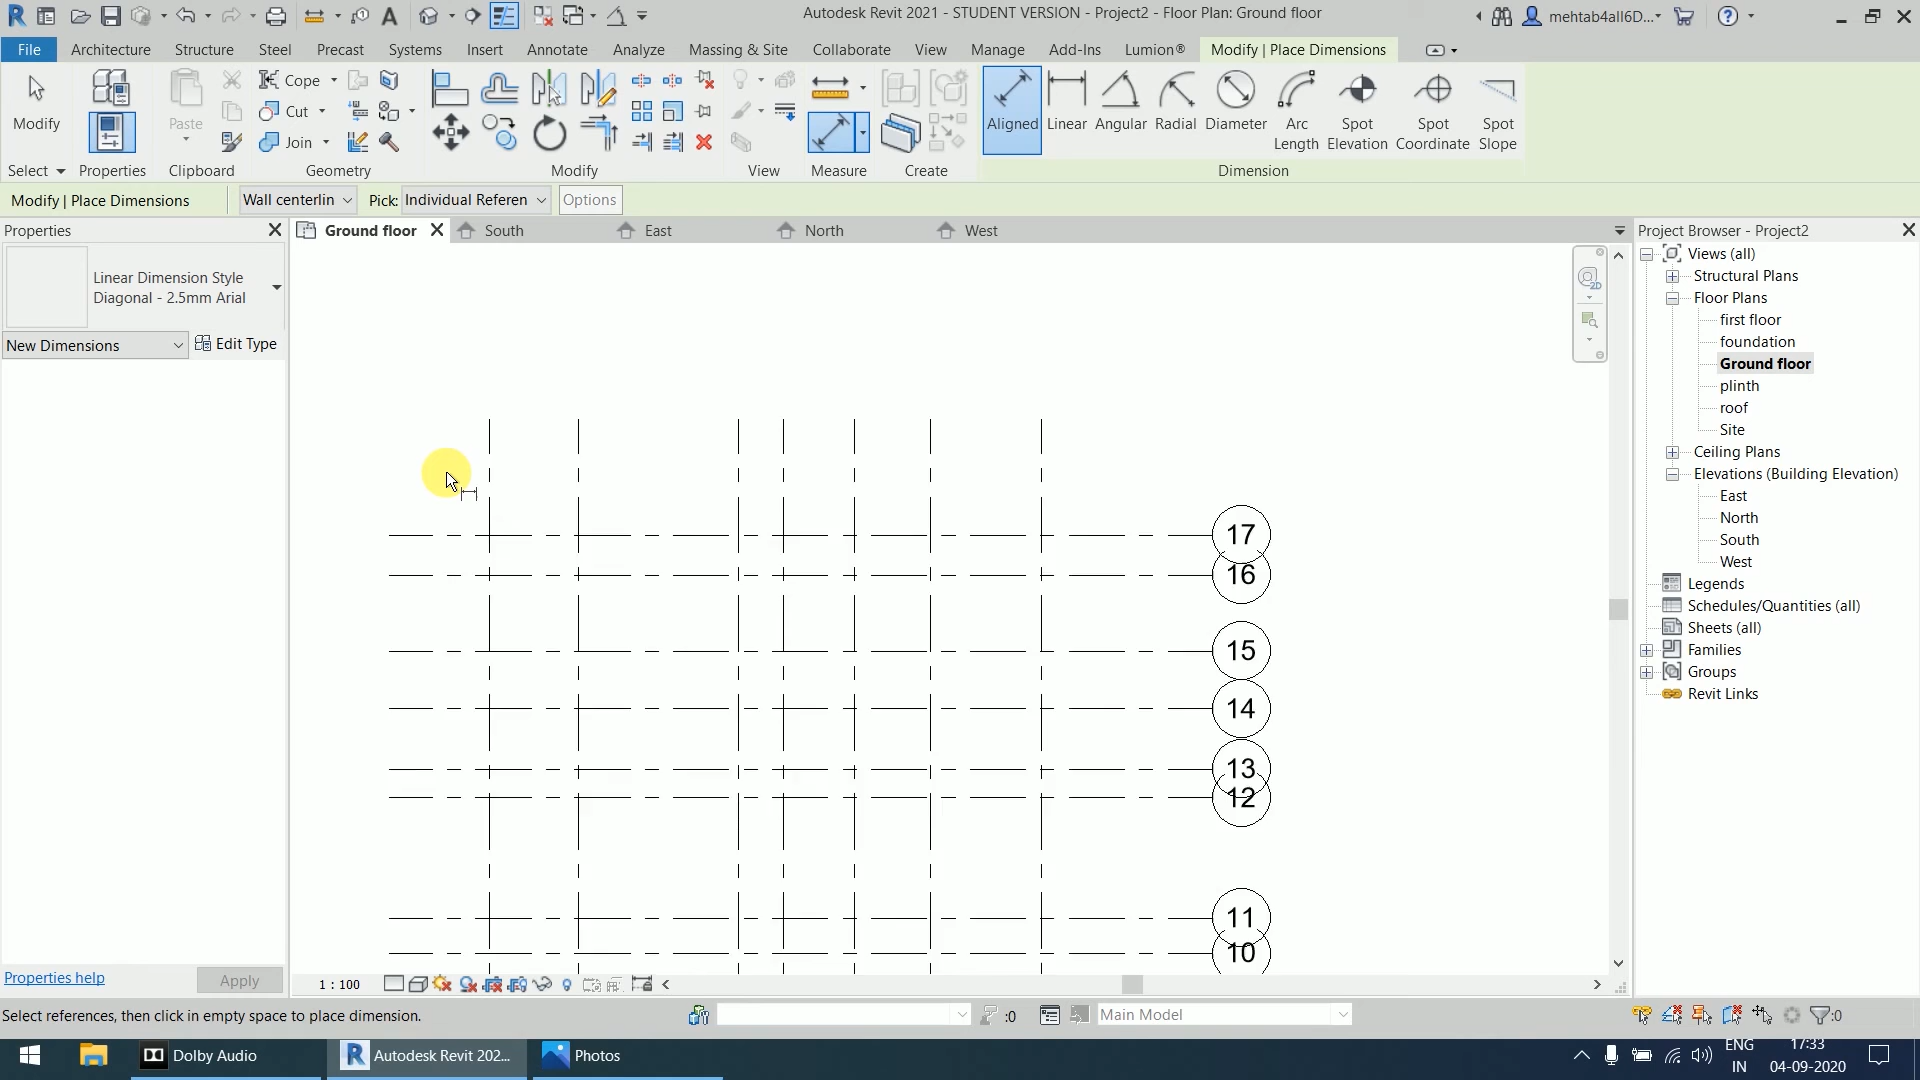 Autodesk Revit 2021 - STUDENT VERSION - Project2 - Floor Plan: Ground floor
mehtab4all6D...
File Architecture Structure Steel Precast Systems Insert Annotate Analyze Massing & Site Collaborate View Manage Add-Ins Lumion® Modify | Place Dimensions
Modify
Paste
Cope
Cut
Join
Aligned Linear Angular Radial Diameter Arc Length Spot Elevation Spot Coordinate Spot Slope
Select Properties Clipboard Geometry Modify View Measure Create Dimension
Modify | Place Dimensions Wall centerlin Pick: Individual Referen Options
Properties
Ground floor South East North West
Project Browser - Project2
Linear Dimension Style
Diagonal - 2.5mm Arial
New Dimensions Edit Type
2D
Views (all)
Structural Plans
Floor Plans
first floor
foundation
Ground floor
plinth
roof
Site
Ceiling Plans
Elevations (Building Elevation)
East
North
South
West
Legends
Schedules/Quantities (all)
Sheets (all)
Families
Groups
Revit Links
17
16
15
14
13
12
11
10
Properties help Apply
1 : 100
Select references, then click in empty space to place dimension.
:0
Main Model
:0
Dolby Audio
Autodesk Revit 202...
Photos
ENG
IN
17:33
04-09-2020